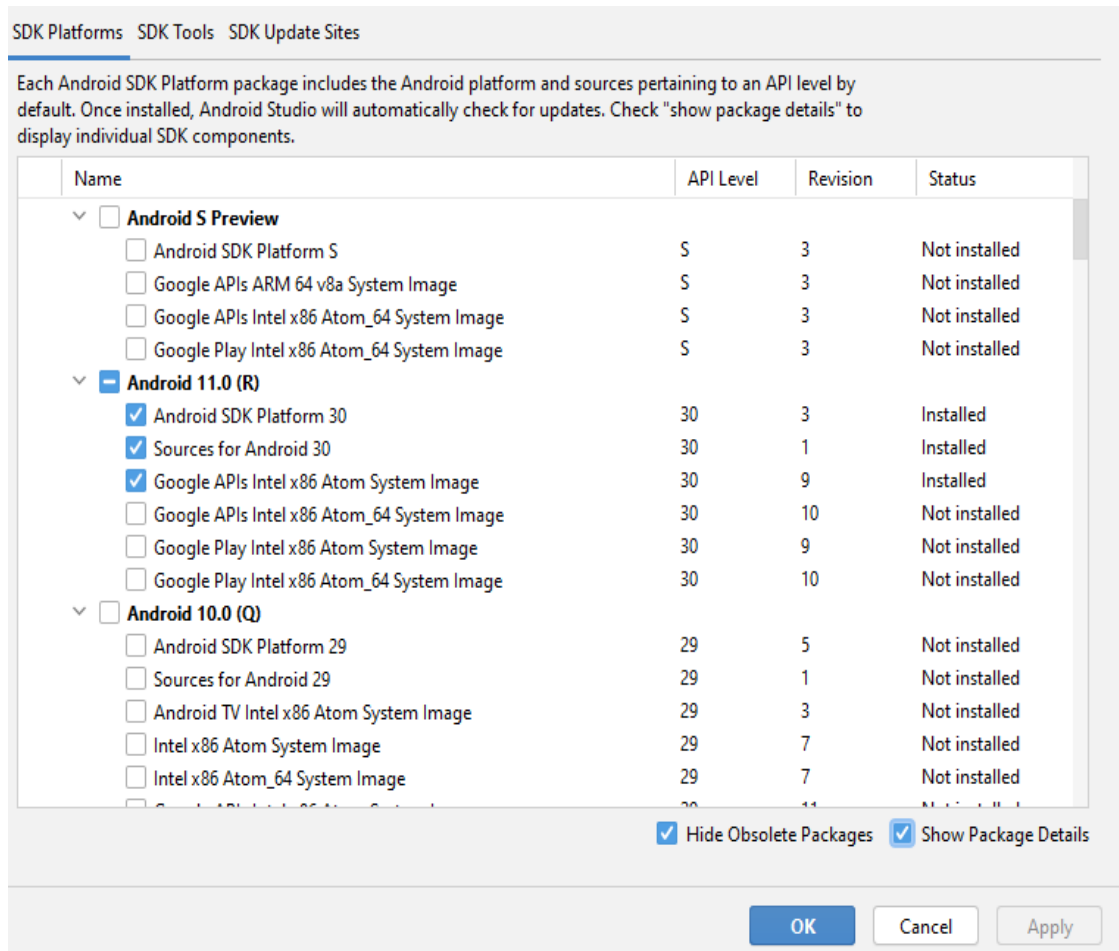 SDK Platforms SDK Tools SDK Update Sites
Each Android SDK Platform package includes the Android platform and sources pertaining to an API level by
default. Once installed, Android Studio will automatically check for updates. Check "show package details" to
display individual SDK components.
Name API Level Revision Status
Android S Preview
Android SDK Platform S S 3 Not installed
Google APIs ARM 64 v8a System Image S 3 Not installed
Google APIs Intel x86 Atom_64 System Image S 3 Not installed
Google Play Intel x86 Atom_64 System Image S 3 Not installed
Android 11.0 (R)
Android SDK Platform 30 30 3 Installed
Sources for Android 30 30 1 Installed
Google APIs Intel x86 Atom System Image 30 9 Installed
Google APIs Intel x86 Atom_64 System Image 30 10 Not installed
Google Play Intel x86 Atom System Image 30 9 Not installed
Google Play Intel x86 Atom_64 System Image 30 10 Not installed
Android 10.0 (Q)
Android SDK Platform 29 29 5 Not installed
Sources for Android 29 29 1 Not installed
Android TV Intel x86 Atom System Image 29 3 Not installed
Intel x86 Atom System Image 29 7 Not installed
Intel x86 Atom_64 System Image 29 7 Not installed
Hide Obsolete Packages Show Package Details
OK Cancel Apply